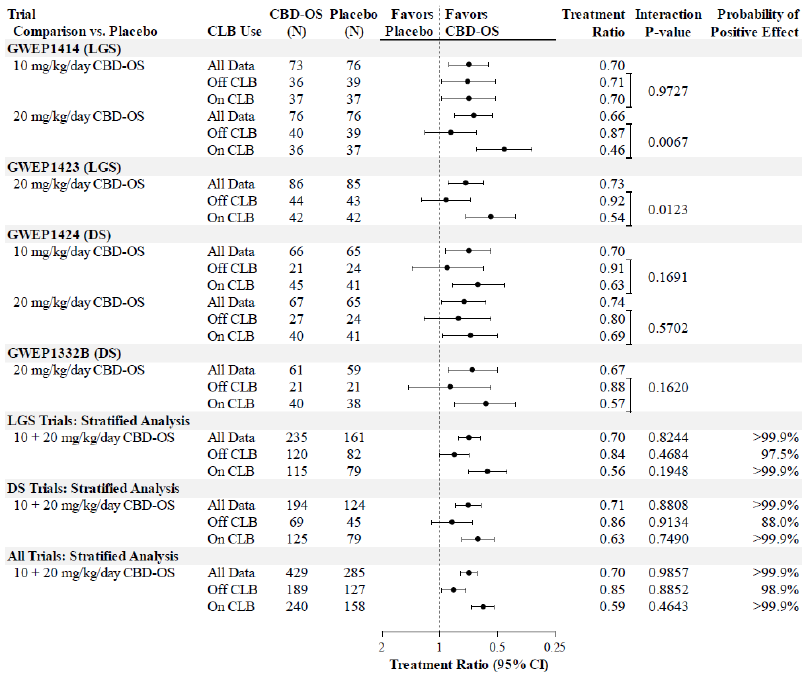 Trial CBD-OS Placebo Favors Favors Treatment Interaction Probability of
Comparison vs. Placebo CLB Use (N) (N) Placebo CBD-OS Ratio P-value Positive Effect
GWEP1414 (LGS)
10 mg/kg/day CBD-OS All Data 73 76 0.70
Off CLB 36 39 0.71
0.9727
On CLB 37 37 0.70
20 mg/kg/day CBD-OS All Data 76 76 0.66
Off CLB 40 39 0.87
0.0067
On CLB 36 37 0.46
GWEP1423 (LGS)
20 mg/kg/day CBD-OS All Data 86 85 0.73
Off CLB 44 43 0.92
0.0123
On CLB 42 42 0.54
GWEP1424 (DS)
10 mg/kg/day CBD-OS All Data 66 65 0.70
Off CLB 21 24 0.91
0.1691
On CLB 45 41 0.63
20 mg/kg/day CBD-OS All Data 67 65 0.74
Off CLB 27 24 0.80
0.5702
On CLB 40 41 0.69
GWEP1332B (DS)
20 mg/kg/day CBD-OS All Data 61 59 0.67
Off CLB 21 21 0.88
0.1620
On CLB 40 38 0.57
LGS Trials: Stratified Analysis
10 + 20 mg/kg/day CBD-OS All Data 235 161 0.70 0.8244 >99.9%
Off CLB 120 82 0.84 0.4684 97.5%
On CLB 115 79 0.56 0.1948 >99.9%
DS Trials: Stratified Analysis
10 + 20 mg/kg/day CBD-OS All Data 194 124 0.71 0.8808 >99.9%
Off CLB 69 45 0.86 0.9134 88.0%
On CLB 125 79 0.63 0.7490 >99.9%
All Trials: Stratified Analysis
10 + 20 mg/kg/day CBD-OS All Data 429 285 0.70 0.9857 >99.9%
Off CLB 189 127 0.85 0.8852 98.9%
On CLB 240 158 0.59 0.4643 >99.9%
2 1 0.5 0.25
Treatment Ratio (95% CI)